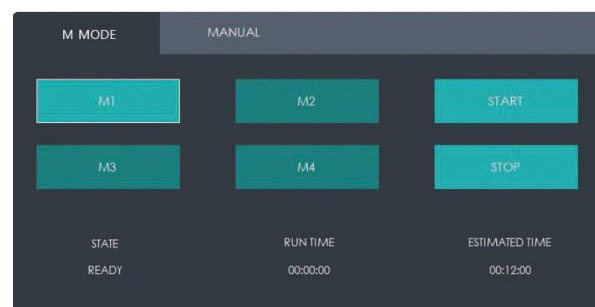 M MODE MANUAL
M1 M2 START
M3 M4 STOP
STATE RUN TIME ESTIMATED TIME
READY 00:00:00 00:12:00